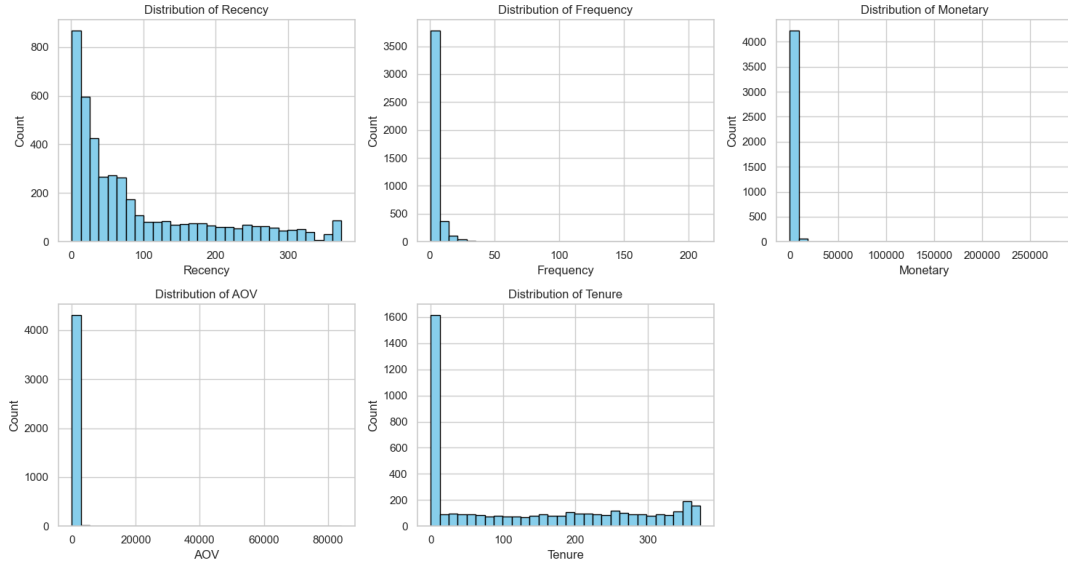 Distribution of Recency
Count
800
600
400
200
0
0 100 200 300
Recency
Distribution of Frequency
Count
3500
3000
2500
2000
1500
1000
500
0
0 50 100 150 200
Frequency
Distribution of Monetary
Count
4000
3500
3000
2500
2000
1500
1000
500
0
0 50000 100000 150000 200000 250000
Monetary
Distribution of AOV
Count
4000
3000
2000
1000
0
0 20000 40000 60000 80000
AOV
Distribution of Tenure
Count
1600
1400
1200
1000
800
600
400
200
0
0 100 200 300
Tenure